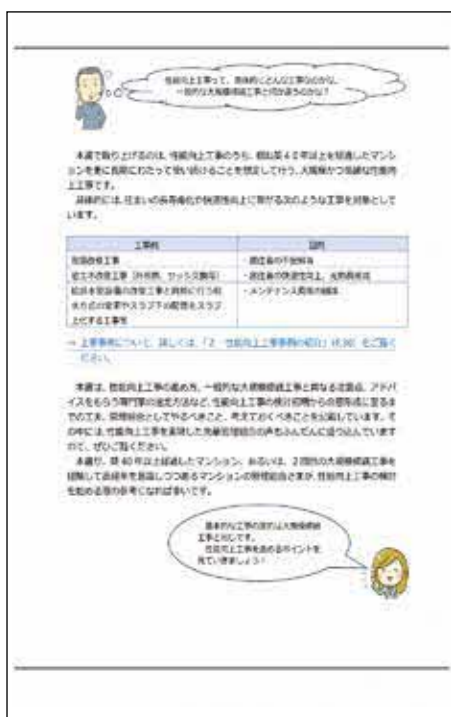 性能向上工事って、具体的にどんな工事なのかな。
一般的な大規模修繕工事と何が違うのかな？
本書で取り上げるのは、性能向上工事のうち、概ね築40年以上を経過したマンシ
ョンを更に長期にわたって使い続けることを想定して行う、大規模かつ高額な性能向
上工事です。
具体的には、住まいの長寿命化や快適性向上に繋がる次のような工事を対象として
います。
工事例
目的
耐震改修工事
・居住者の不安解消
省エネ改修工事（外断熱、サッシ交換等）
・居住者の快適性向上、光熱費削減
給排水管設備の改修工事と同時に行う給
水方式の変更やスラブ下の配管をスラブ
上化する工事等
・メンテナンス費用の縮減
⇒ 工事事例について、詳しくは、「２ 性能向上工事事例の紹介」
をご覧く
ださい。
本書は、性能向上工事の進め方、一般的な大規模修繕工事と異なる注意点、アドバ
イスをもらう専門家の選定方法など、性能向上工事の検討初期からの合意形成に至るま
での工夫、管理組合としてやるべきこと、考えておくべきことを記載しています。そ
の中には、性能向上工事を実現した先輩管理組合の声もふんだんに盛り込んでいます
ので、ぜひご覧ください。
本書が、築40年以上経過したマンション、あるいは、2回目の大規模修繕工事を
経験して高経年を意識しつつあるマンションの管理組合さまが、性能向上工事の検討
を始める際の参考になれば幸いです。
基本的な工事の流れは大規模修繕
工事と同じです。
性能向上工事を進めるポイントを
見ていきましょう！